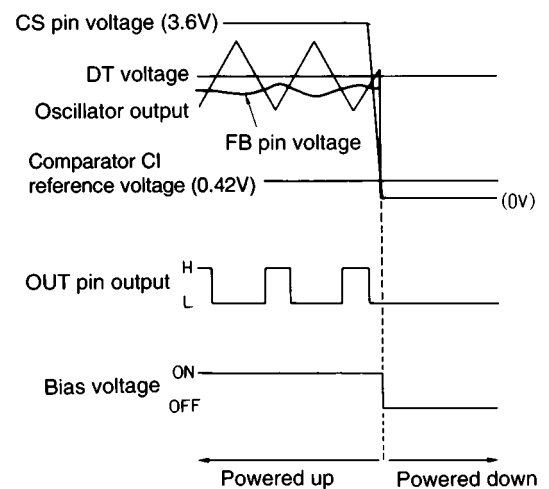 CS pin voltage (3.6V)
DT voltage
Oscillator output
FB pin voltage
Comparator CI
reference voltage (0.42V)
(0V)
OUT pin output
H
L
Bias voltage
ON
OFF
Powered up
Powered down